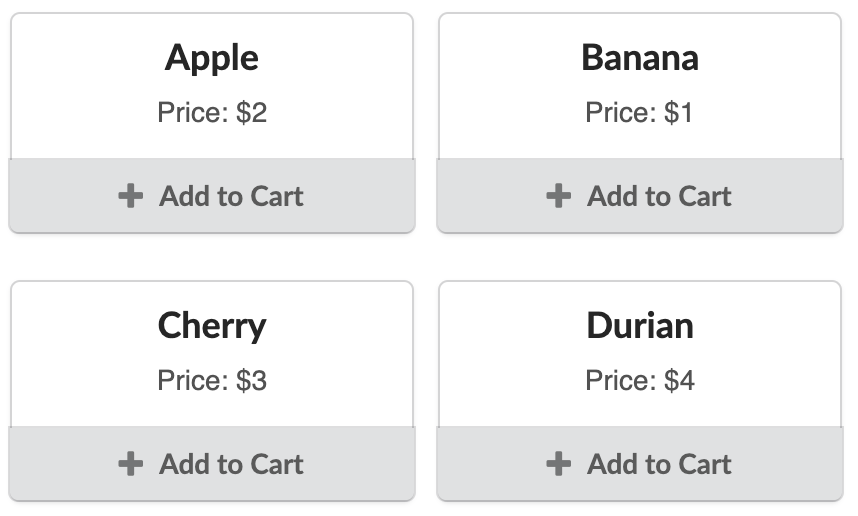 Apple
Price: $2
Add to Cart
Banana
Price: $1
Add to Cart
Cherry
Price: $3
Add to Cart
Durian
Price: $4
Add to Cart